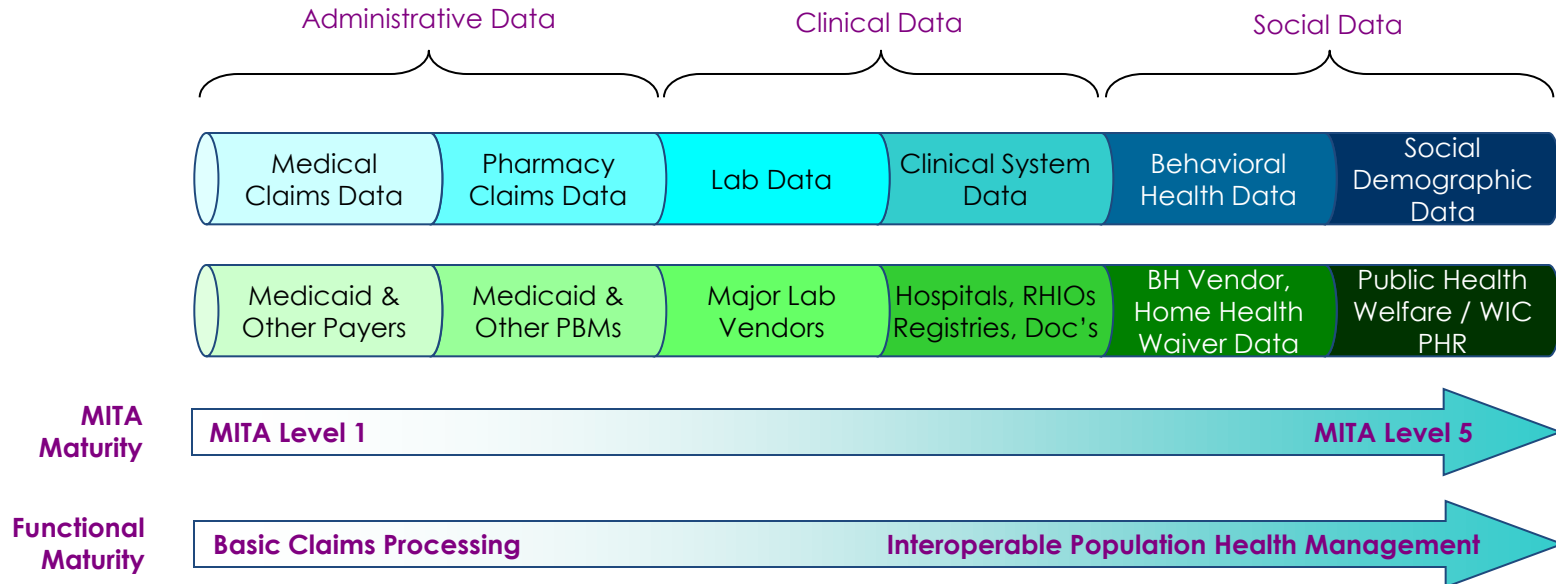 Administrative Data
Clinical Data
Social Data
Medical
Claims Data
Pharmacy
Claims Data
Lab Data
Clinical System
Data
Behavioral
Health Data
Social
Demographic
Data
Medicaid &
Other Payers
Medicaid &
Other PBMs
Major Lab
Vendors
Hospitals, RHIOs
Registries, Doc’s
BH Vendor,
Home Health
Waiver Data
Public Health
Welfare / WIC
PHR
MITA
Maturity
MITA Level 1
MITA Level 5
Functional
Maturity
Basic Claims Processing
Interoperable Population Health Management